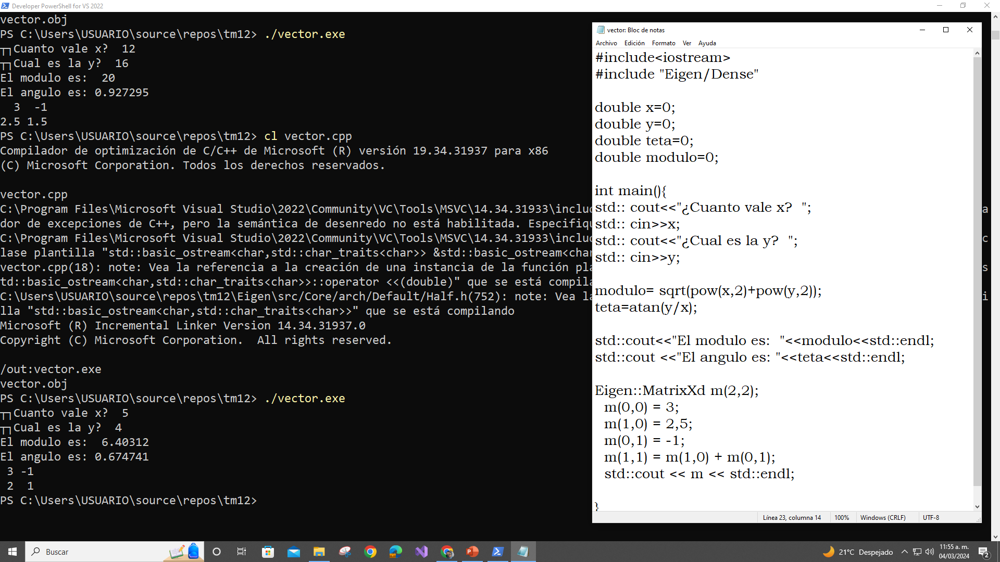 Developer PowerShell for VS 2022
vector.obj
PS C:\Users\USUARIO\source\repos\tm12> ./vector.exe
┬┐Cuanto vale x?  12
┬┐Cual es la y?  16
El modulo es:  20
El angulo es: 0.927295
  3  -1
2.5 1.5
PS C:\Users\USUARIO\source\repos\tm12> cl vector.cpp
Compilador de optimización de C/C++ de Microsoft (R) versión 19.34.31937 para x86
(C) Microsoft Corporation. Todos los derechos reservados.
vector.cpp
C:\Program Files\Microsoft Visual Studio\2022\Community\VC\Tools\MSVC\14.34.31933\inclu a
dor de excepciones de C++, pero la semántica de desenredo no está habilitada. Especifiqu
C:\Program Files\Microsoft Visual Studio\2022\Community\VC\Tools\MSVC\14.34.31933\inclu c
lase plantilla "std::basic_ostream<char,std::char_traits<char>> &std::basic_ostream<char
vector.cpp(18): note: Vea la referencia a la creación de una instancia de la función pl s
td::basic_ostream<char,std::char_traits<char>>::operator <<(double)" que se está compil
C:\Users\USUARIO\source\repos\tm12\Eigen\src/Core/arch/Default/Half.h(752): note: Vea l i
lla "std::basic_ostream<char,std::char_traits<char>>" que se está compilando
Microsoft (R) Incremental Linker Version 14.34.31937.0
Copyright (C) Microsoft Corporation.  All rights reserved.
/out:vector.exe
vector.obj
PS C:\Users\USUARIO\source\repos\tm12> ./vector.exe
┬┐Cuanto vale x?  5
┬┐Cual es la y?  4
El modulo es:  6.40312
El angulo es: 0.674741
 3 -1
 2  1
PS C:\Users\USUARIO\source\repos\tm12>
vector: Bloc de notas
Archivo Edición Formato Ver Ayuda
#include<iostream>
#include "Eigen/Dense"
double x=0;
double y=0;
double teta=0;
double modulo=0;
int main(){
std:: cout<<"¿Cuanto vale x?  ";
std:: cin>>x;
std:: cout<<"¿Cual es la y?  ";
std:: cin>>y;
modulo= sqrt(pow(x,2)+pow(y,2));
teta=atan(y/x);
std::cout<<"El modulo es:  "<<modulo<<std::endl;
std::cout <<"El angulo es: "<<teta<<std::endl;
Eigen::MatrixXd m(2,2);
  m(0,0) = 3;
  m(1,0) = 2,5;
  m(0,1) = -1;
  m(1,1) = m(1,0) + m(0,1);
  std::cout << m << std::endl;
}
Línea 23, columna 14 100% Windows (CRLF) UTF-8
Buscar
21°C Despejado
11:55 a. m.
04/03/2024
2